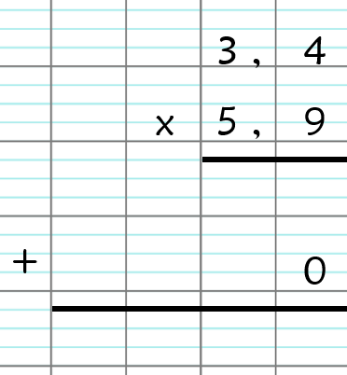 3, 4
x 5, 9
+ 0